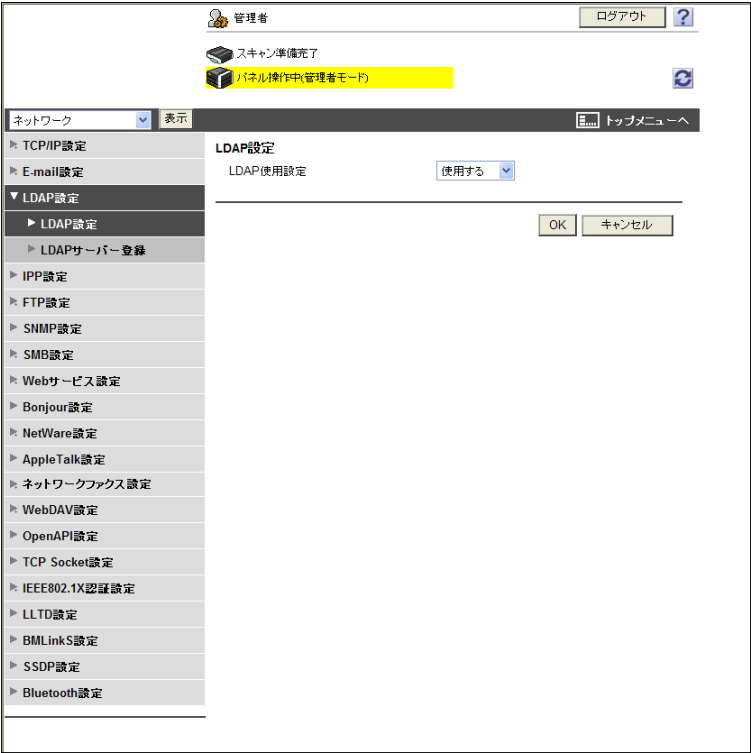 管理者
ログアウト
?
スキャン準備完了
パネル操作中(管理者モード)
ネットワーク
表示
トップメニューへ
TCP/IP設定
E-mail設定
LDAP設定
LDAP設定
LDAPサーバー登録
IPP設定
FTP設定
SNMP設定
SMB設定
Webサービス設定
Bonjour設定
NetWare設定
AppleTalk設定
ネットワークファクス設定
WebDAV設定
OpenAPI設定
TCP Socket設定
IEEE802.1X認証設定
LLTD設定
BMLinkS設定
SSDP設定
Bluetooth設定
LDAP設定
LDAP使用設定 使用する
OK キャンセル